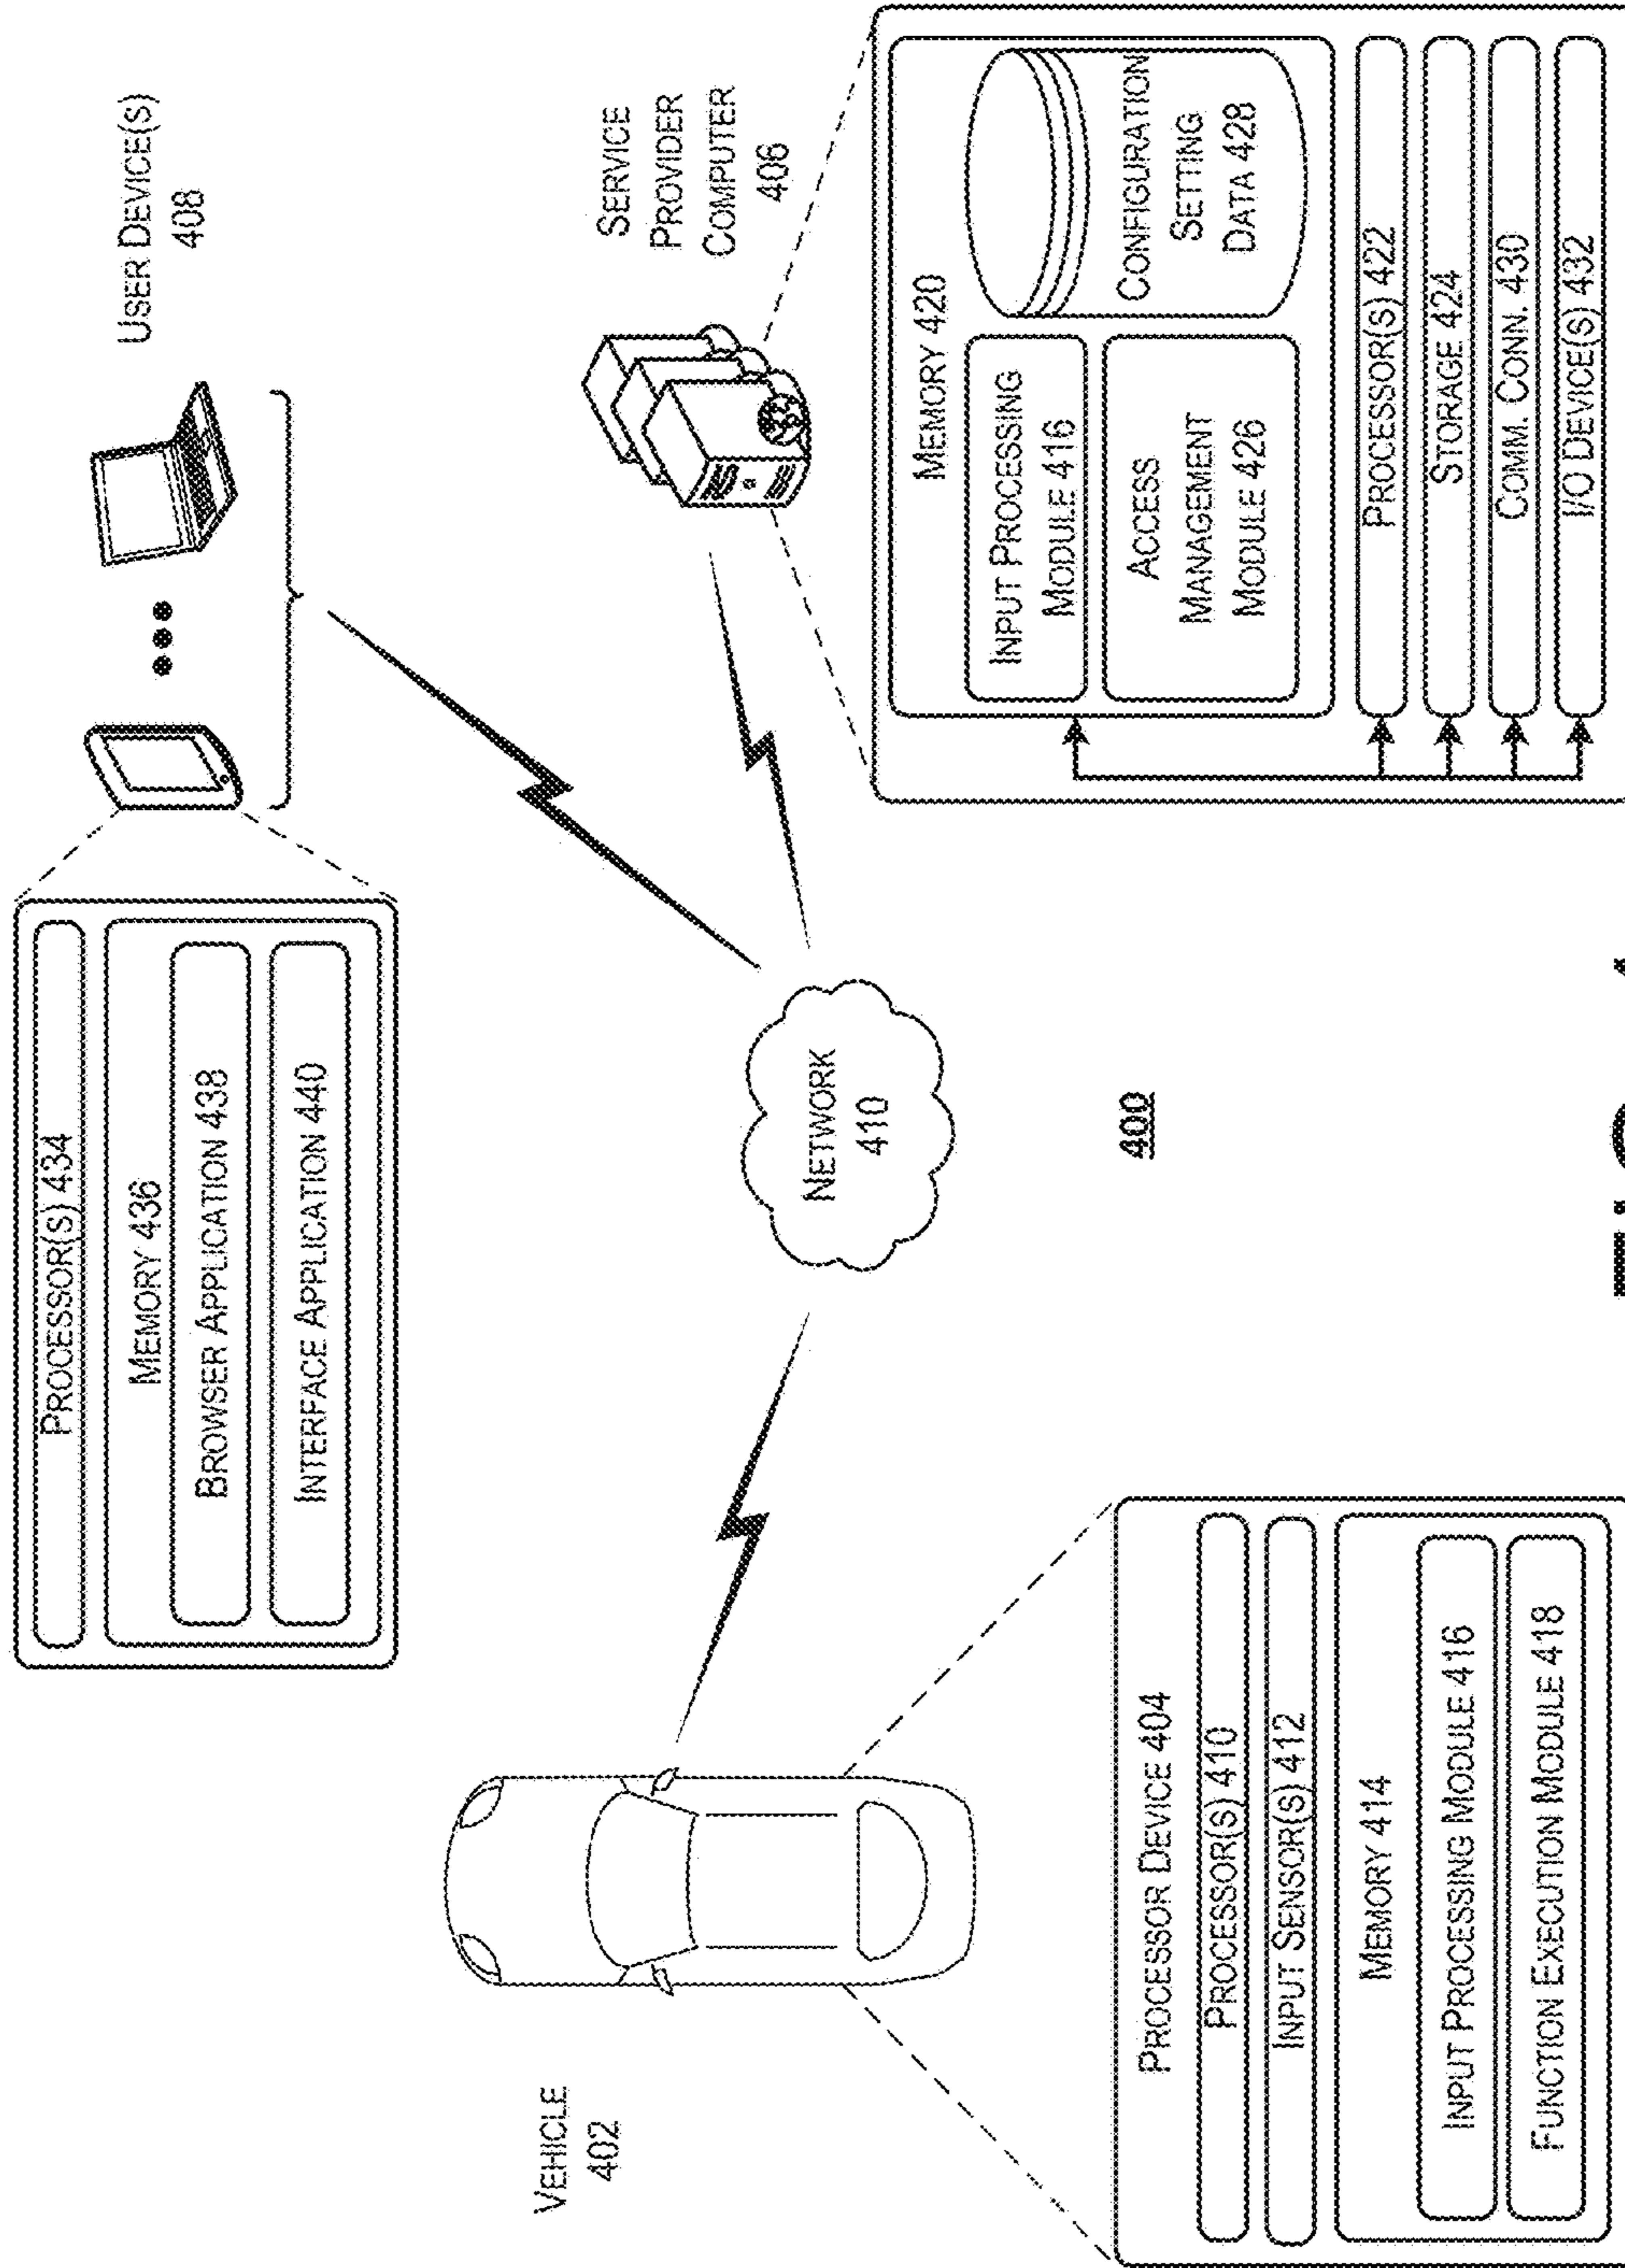 PROCESSOR(S) 434
MEMORY 436
BROWSER APPLICATION 438
INTERFACE APPLICATION 440
USER DEVICE(S)
408
VEHICLE
402
NETWORK
410
SERVICE
PROVIDER
COMPUTER
406
PROCESSOR DEVICE 404
PROCESSOR(S) 410
INPUT SENSOR(S) 412
MEMORY 414
INPUT PROCESSING MODULE 416
FUNCTION EXECUTION MODULE 418
400
MEMORY 420
INPUT PROCESSING
MODULE 416
ACCESS
MANAGEMENT
MODULE 426
CONFIGURATION
SETTING
DATA 428
PROCESSOR(S) 422
STORAGE 424
COMM. CONN. 430
I/O DEVICE(S) 432